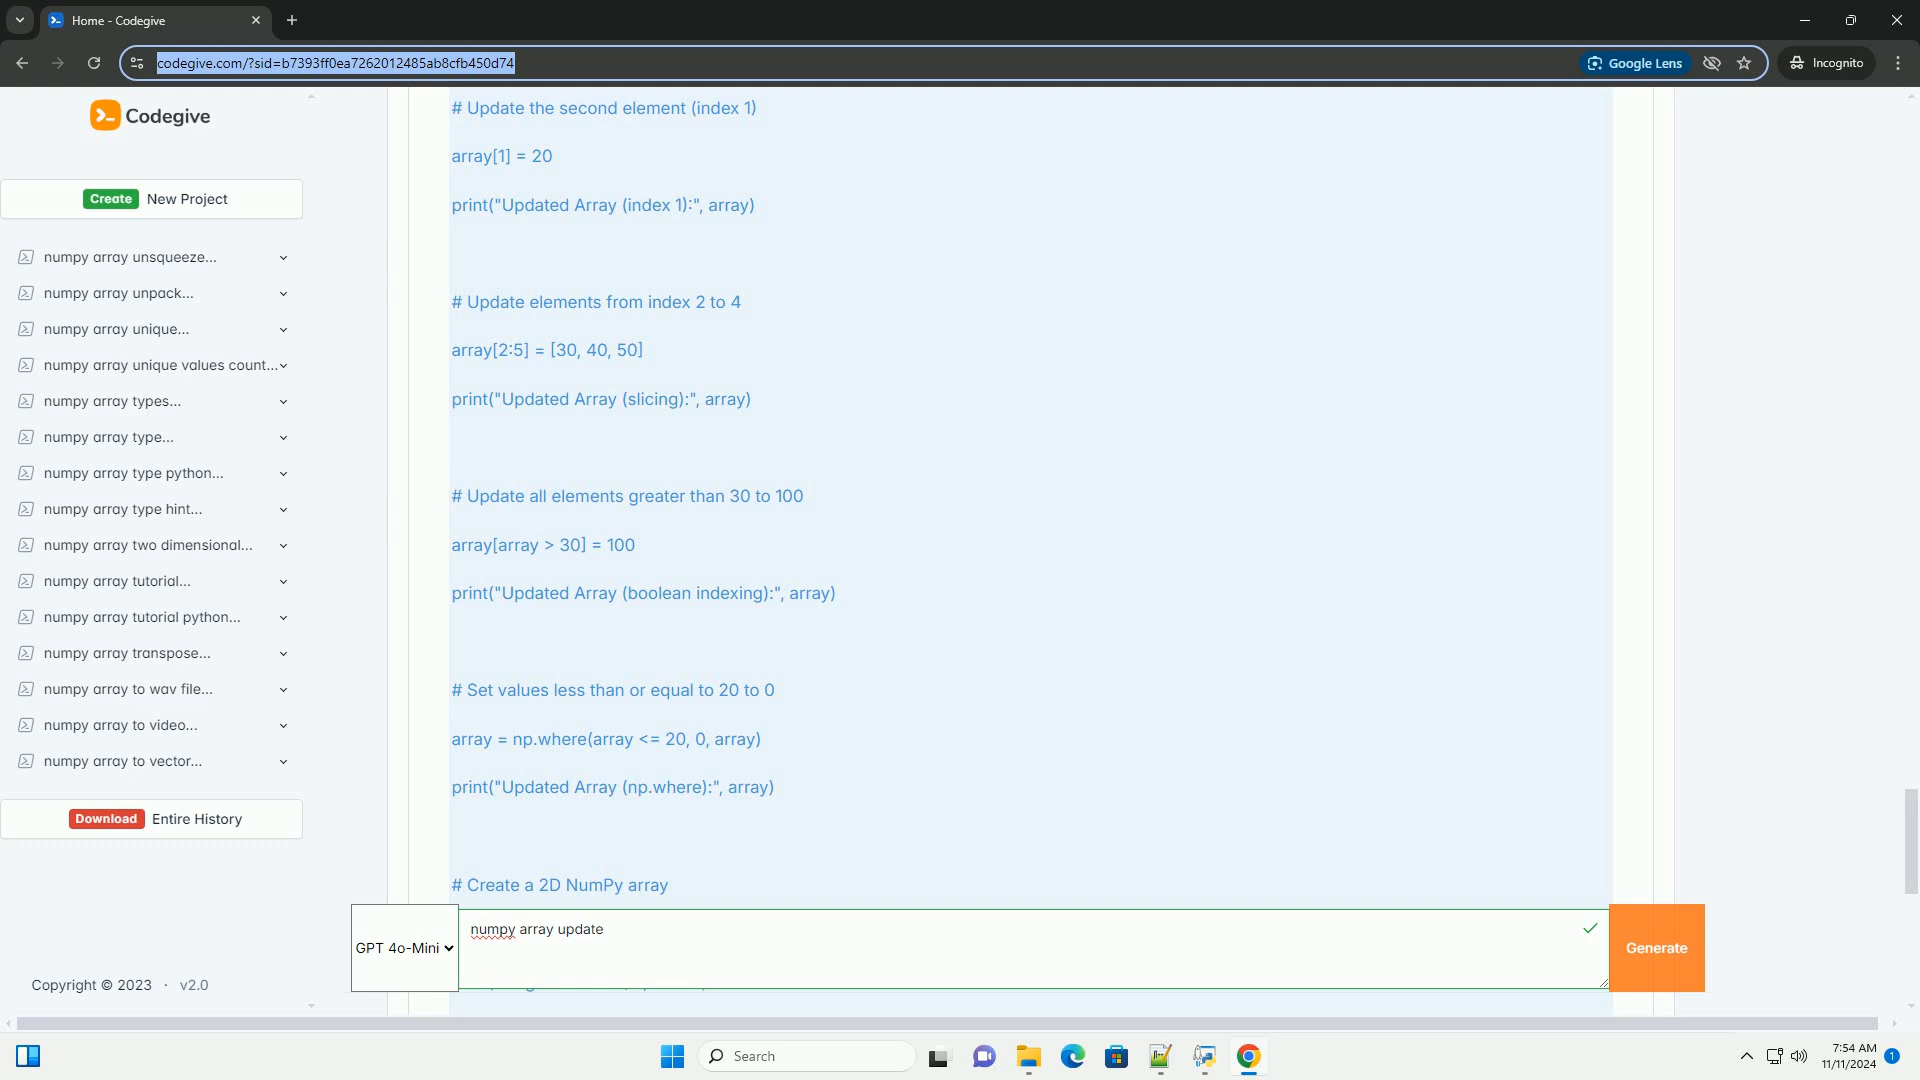 Home - Codegive
codegive.com/?sid=b7393ff0ea7262012485ab8cfb450d74
Google Lens
Incognito
Codegive
Create New Project
numpy array unsqueeze...
numpy array unpack...
numpy array unique...
numpy array unique values count...
numpy array types...
numpy array type...
numpy array type python...
numpy array type hint...
numpy array two dimensional...
numpy array tutorial...
numpy array tutorial python...
numpy array transpose...
numpy array to wav file...
numpy array to video...
numpy array to vector...
Download Entire History
Copyright © 2023 · v2.0
# Update the second element (index 1)
array[1] = 20
print("Updated Array (index 1):", array)
# Update elements from index 2 to 4
array[2:5] = [30, 40, 50]
print("Updated Array (slicing):", array)
# Update all elements greater than 30 to 100
array[array > 30] = 100
print("Updated Array (boolean indexing):", array)
# Set values less than or equal to 20 to 0
array = np.where(array <= 20, 0, array)
print("Updated Array (np.where):", array)
# Create a 2D NumPy array
GPT 4o-Mini
numpy array update
Generate
Search
7:54 AM
11/11/2024
1